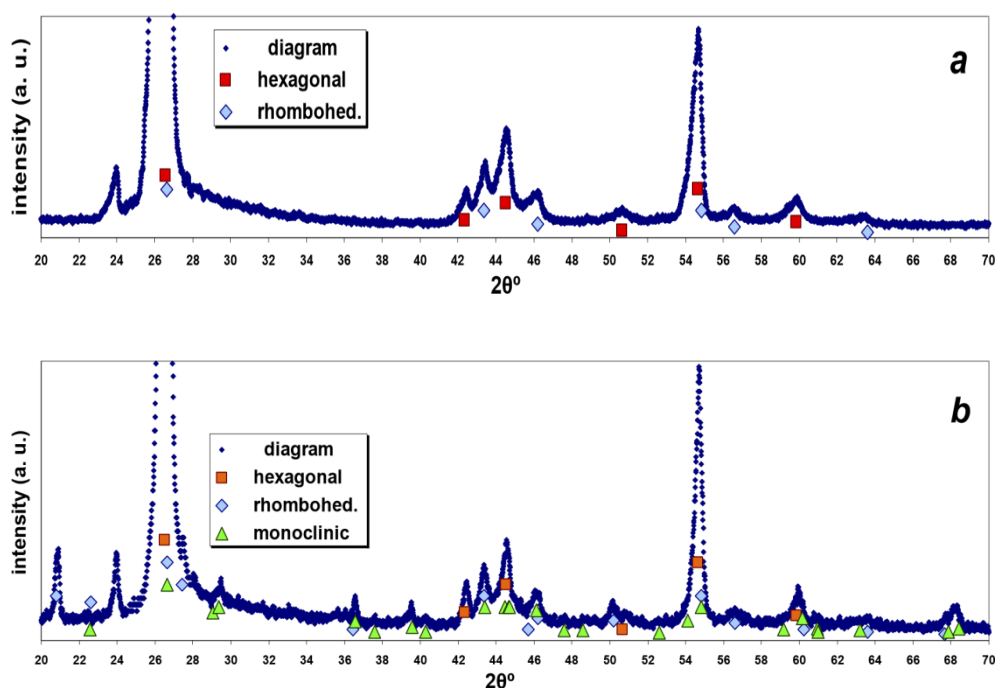 a
intensity (a. u.)
diagram
hexagonal
rhombohed.
20 22 24 26 28 30 32 34 36 38 40 42 44 46 48 50 52 54 56 58 60 62 64 66 68 70
2θº
b
intensity (a. u.)
diagram
hexagonal
rhombohed.
monoclinic
20 22 24 26 28 30 32 34 36 38 40 42 44 46 48 50 52 54 56 58 60 62 64 66 68 70
2θº